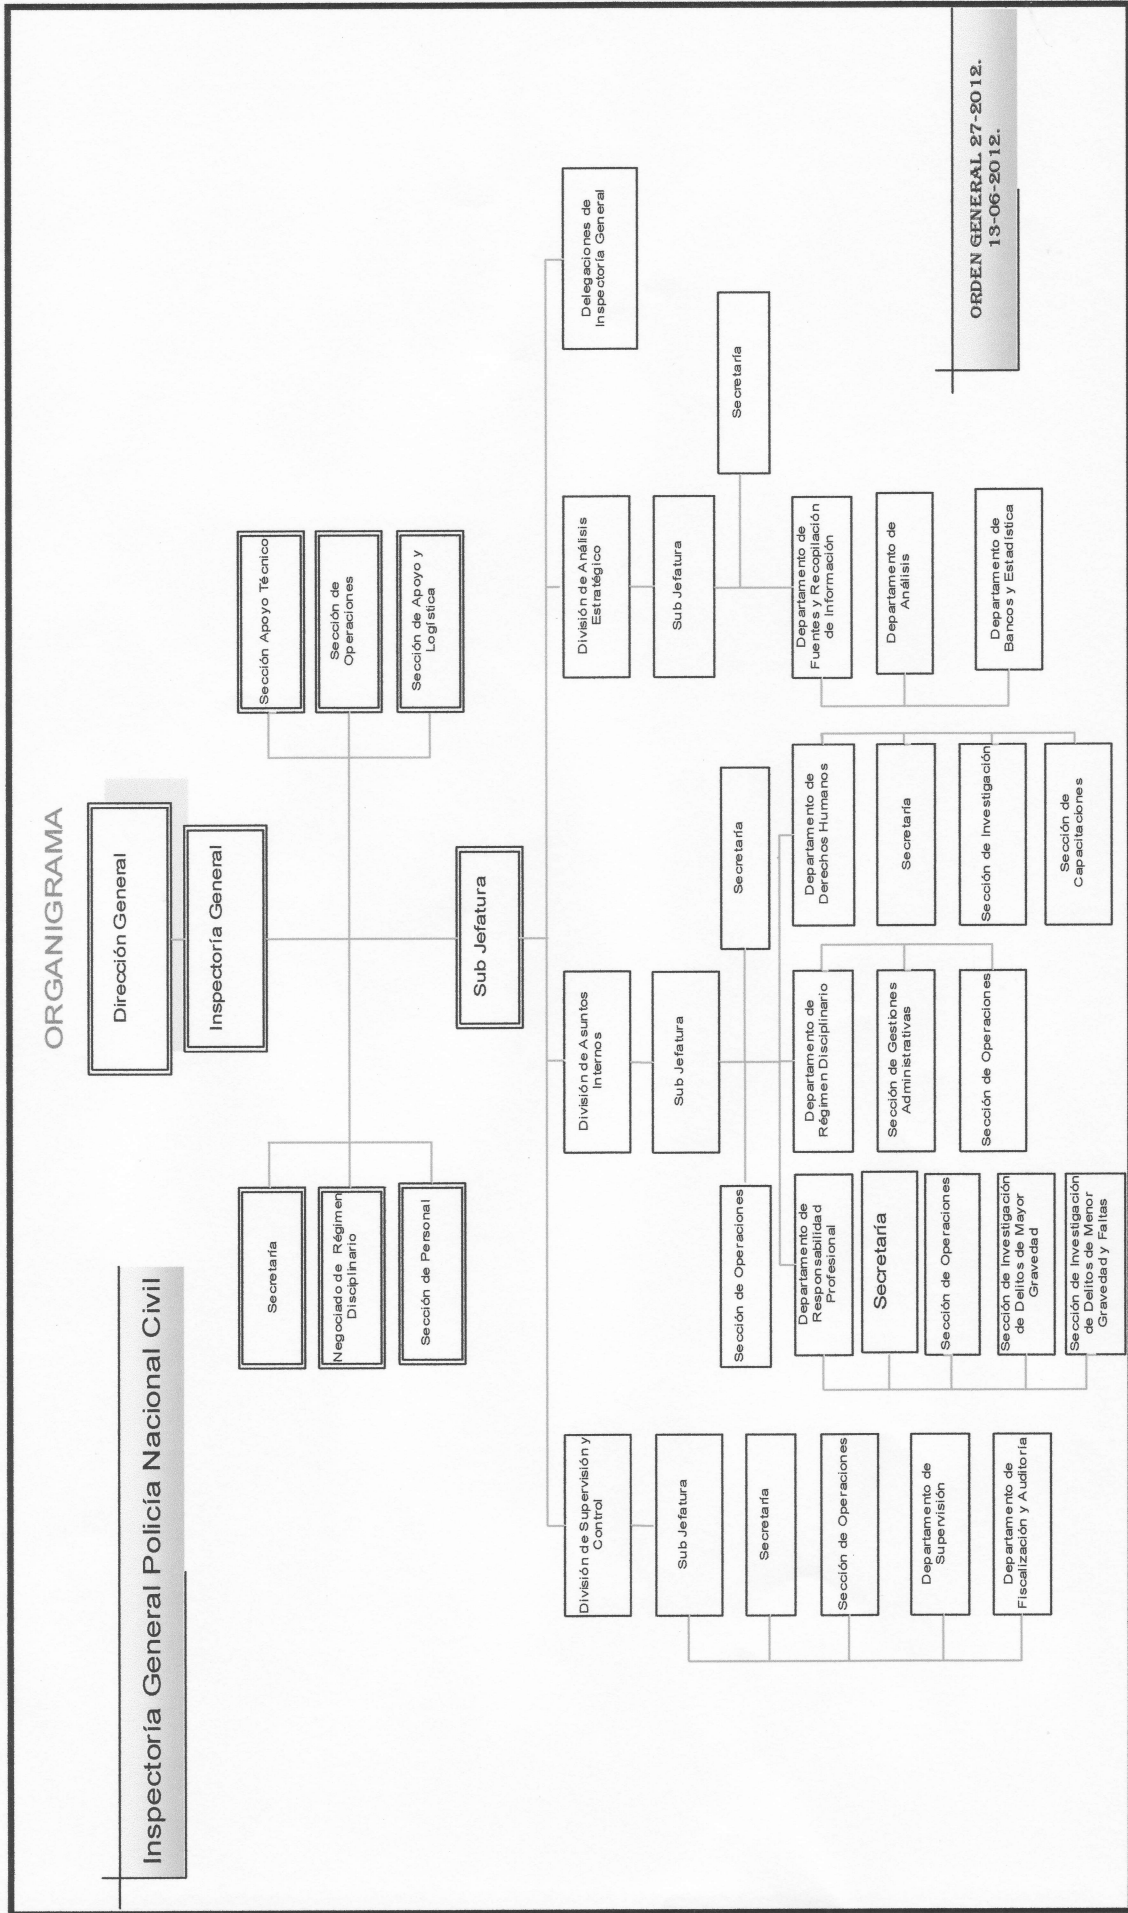 ORGANIGRAMA
Inspectoría General Policía Nacional Civil
Dirección General
Inspectoría General
Secretaría
Negociado de Régimen
Disciplinario
Sección de Personal
Sección Apoyo Técnico
Sección de
Operaciones
Sección de Apoyo y
Logística
Sub Jefatura
División de Supervisión y
Control
Sub Jefatura
Secretaría
Sección de Operaciones
Departamento de
Supervisión
Departamento de
Fiscalización y Auditoría
División de Asuntos
Internos
Sub Jefatura
Sección de Operaciones
Secretaría
Departamento de
Responsabilidad
Profesional
Secretaría
Sección de Operaciones
Sección de Investigación
de Delitos de Mayor
Gravedad
Sección de Investigación
de Delitos de Menor
Gravedad y Faltas
Departamento de
Régimen Disciplinario
Sección de Gestiones
Administrativas
Sección de Operaciones
Departamento de
Derechos Humanos
Secretaría
Sección de Investigación
Sección de
Capacitaciones
División de Análisis
Estratégico
Sub Jefatura
Secretaría
Departamento de
Fuentes y Recopilación
de Información
Departamento de
Análisis
Departamento de
Bancos y Estadística
Delegaciones de
Inspectoría General
ORDEN GENERAL 27-2012.
13-06-2012.